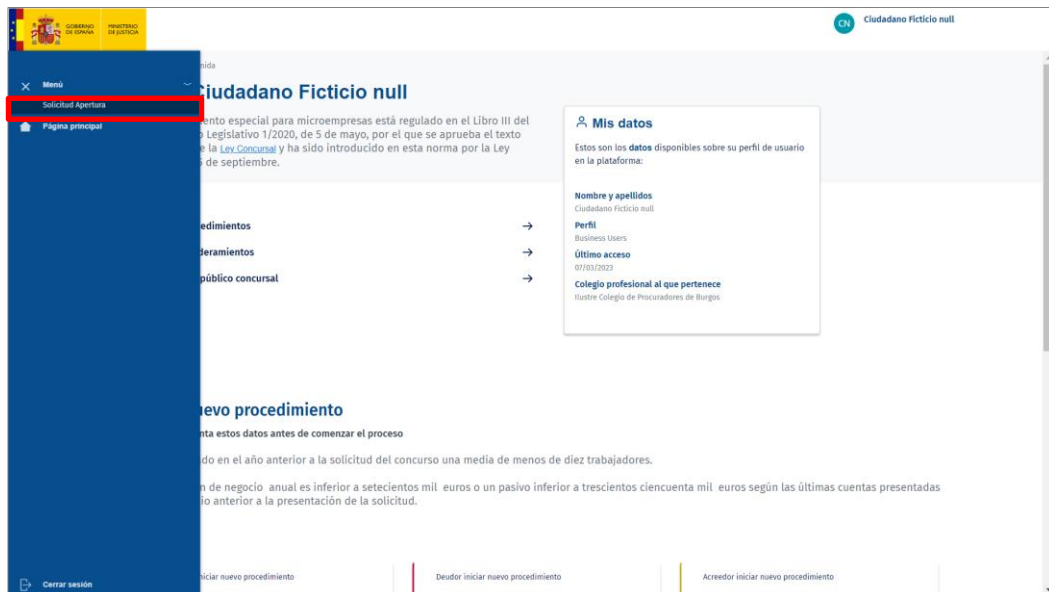 GOBIERNO
DE ESPAÑA
MINISTERIO
DE JUSTICIA
CN
Ciudadano Ficticio null
Menú
Solicitud Apertura
Página principal
Cerrar sesión
nida
Ciudadano Ficticio null
ento especial para microempresas está regulado en el Libro III del
Legislativo 1/2020, de 5 de mayo, por el que se aprueba el texto
e la Ley Concursal y ha sido introducido en esta norma por la Ley
de septiembre.
edimientos
deramientos
público concursal
Mis datos
Estos son los datos disponibles sobre su perfil de usuario
en la plataforma:
Nombre y apellidos
Ciudadano Ficticio null
Perfil
Business Users
Último acceso
07/03/2023
Colegio profesional al que pertenece
Ilustre Colegio de Procuradores de Burgos
evo procedimiento
nta estos datos antes de comenzar el proceso
do en el año anterior a la solicitud del concurso una media de menos de diez trabajadores.
n de negocio anual es inferior a setecientos mil euros o un pasivo inferior a trescientos ciencuenta mil euros según las últimas cuentas presentadas
io anterior a la presentación de la solicitud.
niciar nuevo procedimiento
Deudor iniciar nuevo procedimiento
Acreedor iniciar nuevo procedimiento